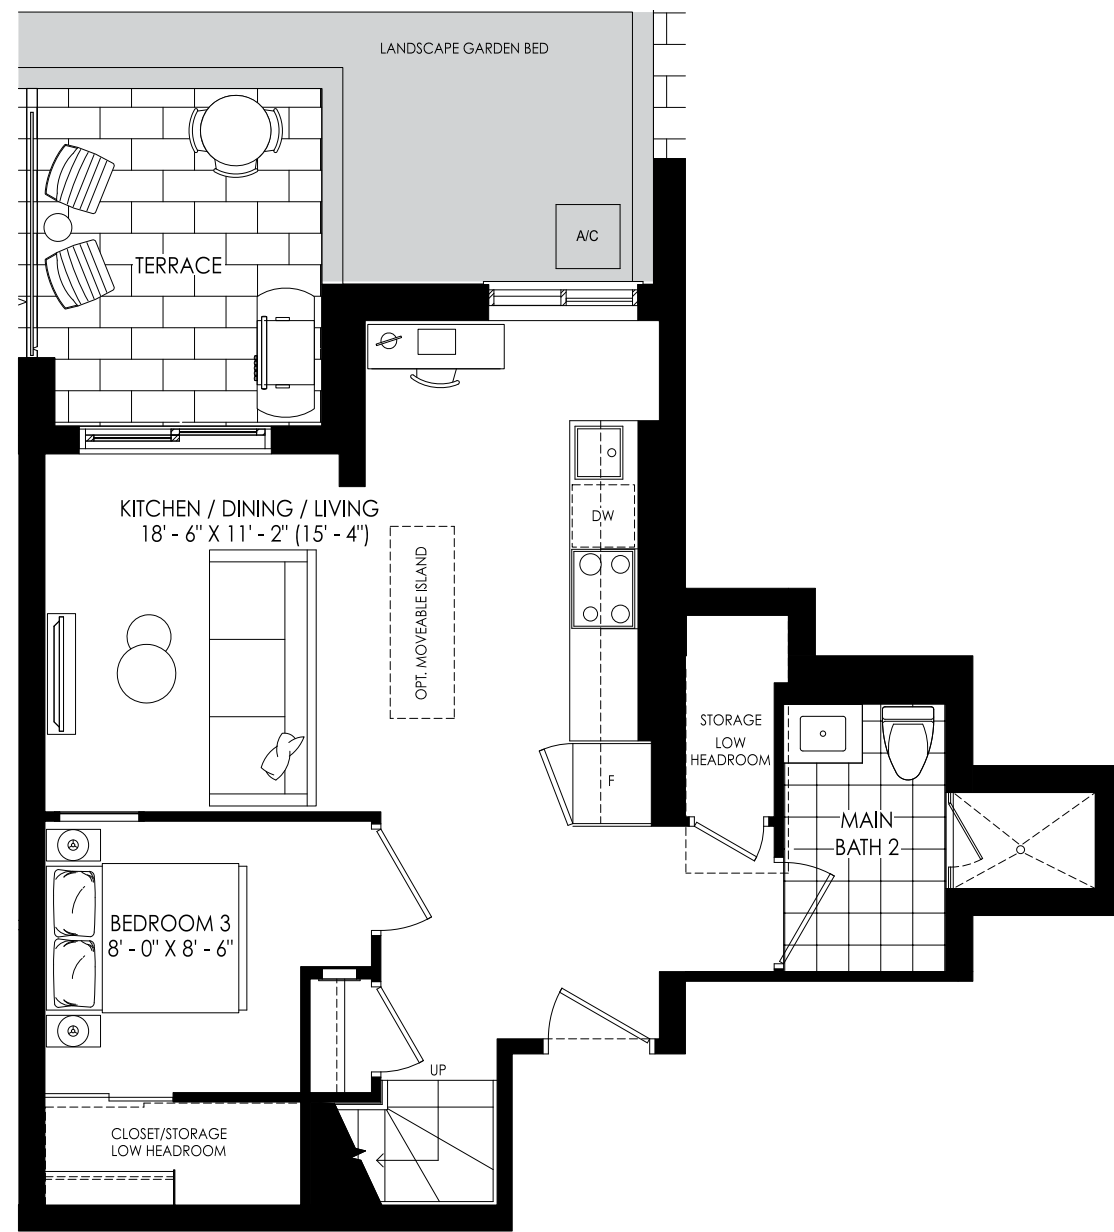 LANDSCAPE GARDEN BED
A/C
TERRACE
KITCHEN / DINING / LIVING
18' - 6" X 11' - 2" (15' - 4")
DW
OPT. MOVEABLE ISLAND
STORAGE
LOW
HEADROOM
F
MAIN
BATH 2
BEDROOM 3
8' - 0" X 8' - 6"
UP
CLOSET/STORAGE
LOW HEADROOM